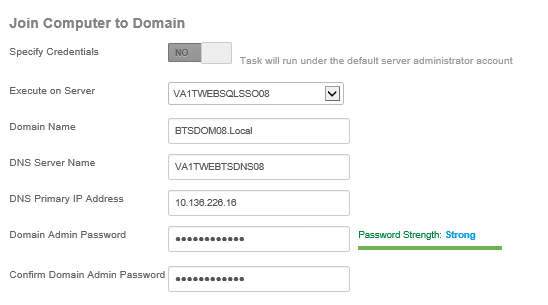 Join Computer to Domain
Specify Credentials NO Task will run under the default server administrator account
Execute on Server VA1TWEBSQLSSO08
Domain Name BTSDOM08.Local
DNS Server Name VA1TWEBTSDNS08
DNS Primary IP Address 10.136.226.16
Domain Admin Password ●●●●●●●●●●●● Password Strength: Strong
Confirm Domain Admin Password ●●●●●●●●●●●●